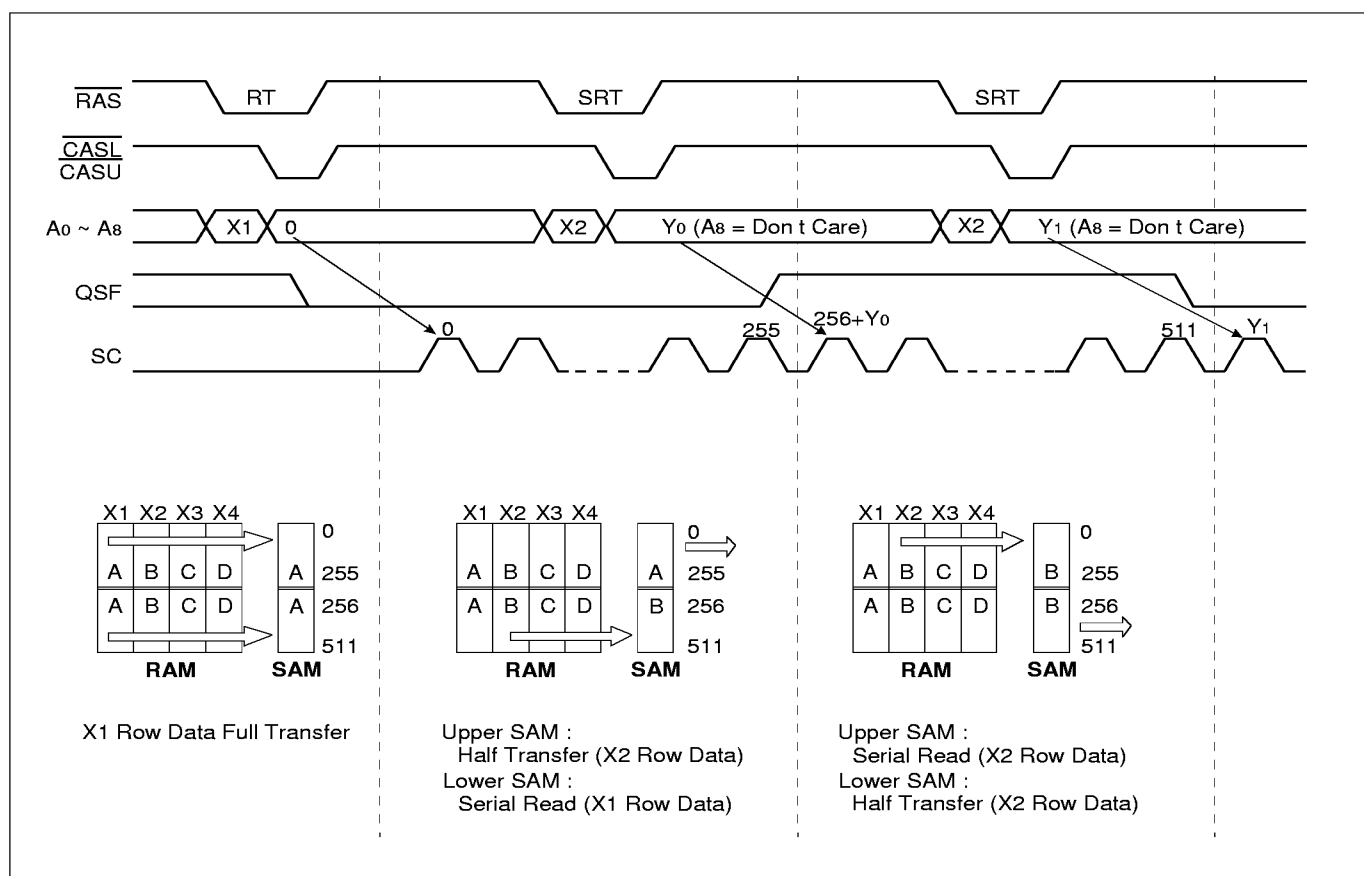 RAS RT SRT SRT
CASL
CASU
A0 ~ A8 X1 0 X2 Y0 (A8 = Don t Care) X2 Y1 (A8 = Don t Care)
QSF
SC 0 255 256+Y0 511 Y1
X1 X2 X3 X4 0
A B C D A 255
A B C D A 256
511
RAM SAM
X1 Row Data Full Transfer
X1 X2 X3 X4 0
A B C D A 255
A B C D B 256
511
RAM SAM
Upper SAM :
Half Transfer (X2 Row Data)
Lower SAM :
Serial Read (X1 Row Data)
X1 X2 X3 X4 0
A B C D B 255
A B C D B 256
511
RAM SAM
Upper SAM :
Serial Read (X2 Row Data)
Lower SAM :
Half Transfer (X2 Row Data)